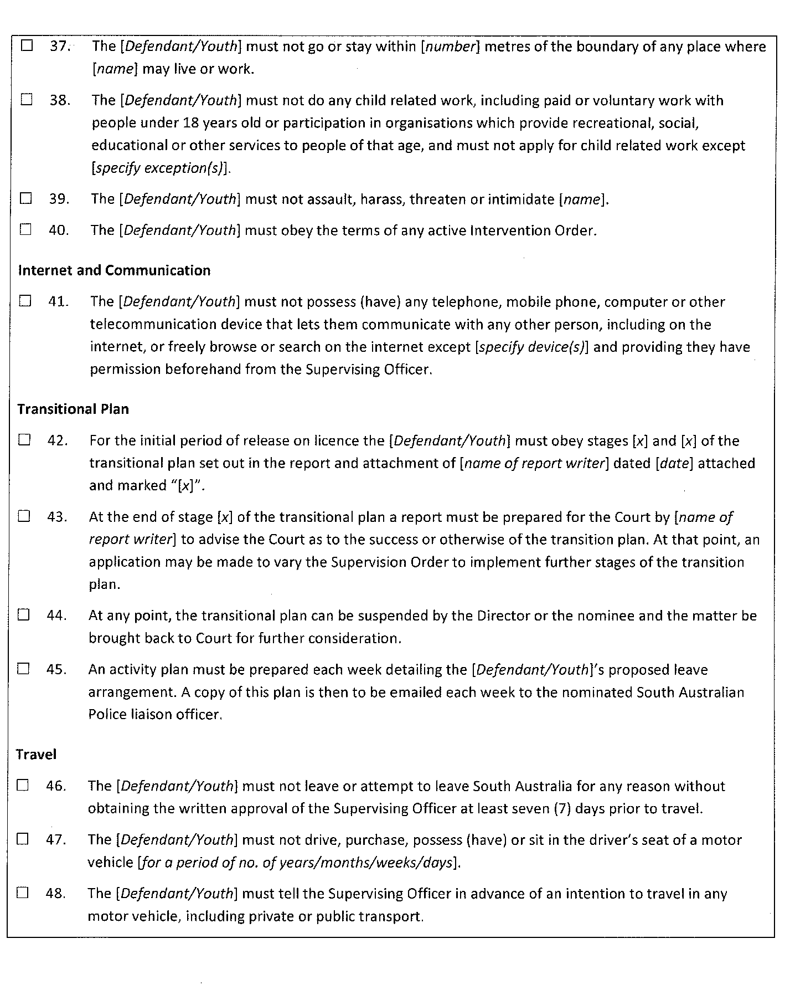 ☐ 37. The [Defendant/Youth] must not go or stay within [number] metres of the boundary of any place where
[name] may live or work.
☐ 38. The [Defendant/Youth] must not do any child related work, including paid or voluntary work with
people under 18 years old or participation in organisations which provide recreational, social,
educational or other services to people of that age, and must not apply for child related work except
[specify exception(s)].
☐ 39. The [Defendant/Youth] must not assault, harass, threaten or intimidate [name].
☐ 40. The [Defendant/Youth] must obey the terms of any active Intervention Order.
Internet and Communication
☐ 41. The [Defendant/Youth] must not possess (have) any telephone, mobile phone, computer or other
telecommunication device that lets them communicate with any other person, including on the
internet, or freely browse or search on the internet except [specify device(s)] and providing they have
permission beforehand from the Supervising Officer.
Transitional Plan
☐ 42. For the initial period of release on licence the [Defendant/Youth] must obey stages [x] and [x] of the
transitional plan set out in the report and attachment of [name of report writer] dated [date] attached
and marked “[x]”.
☐ 43. At the end of stage [x] of the transitional plan a report must be prepared for the Court by [name of
report writer] to advise the Court as to the success or otherwise of the transition plan. At that point, an
application may be made to vary the Supervision Order to implement further stages of the transition
plan.
☐ 44. At any point, the transitional plan can be suspended by the Director or the nominee and the matter be
brought back to Court for further consideration.
☐ 45. An activity plan must be prepared each week detailing the [Defendant/Youth]'s proposed leave
arrangement. A copy of this plan is then to be emailed each week to the nominated South Australian
Police liaison officer.
Travel
☐ 46. The [Defendant/Youth] must not leave or attempt to leave South Australia for any reason without
obtaining the written approval of the Supervising Officer at least seven (7) days prior to travel.
☐ 47. The [Defendant/Youth] must not drive, purchase, possess (have) or sit in the driver's seat of a motor
vehicle [for a period of no. of years/months/weeks/days].
☐ 48. The [Defendant/Youth] must tell the Supervising Officer in advance of an intention to travel in any
motor vehicle, including private or public transport.